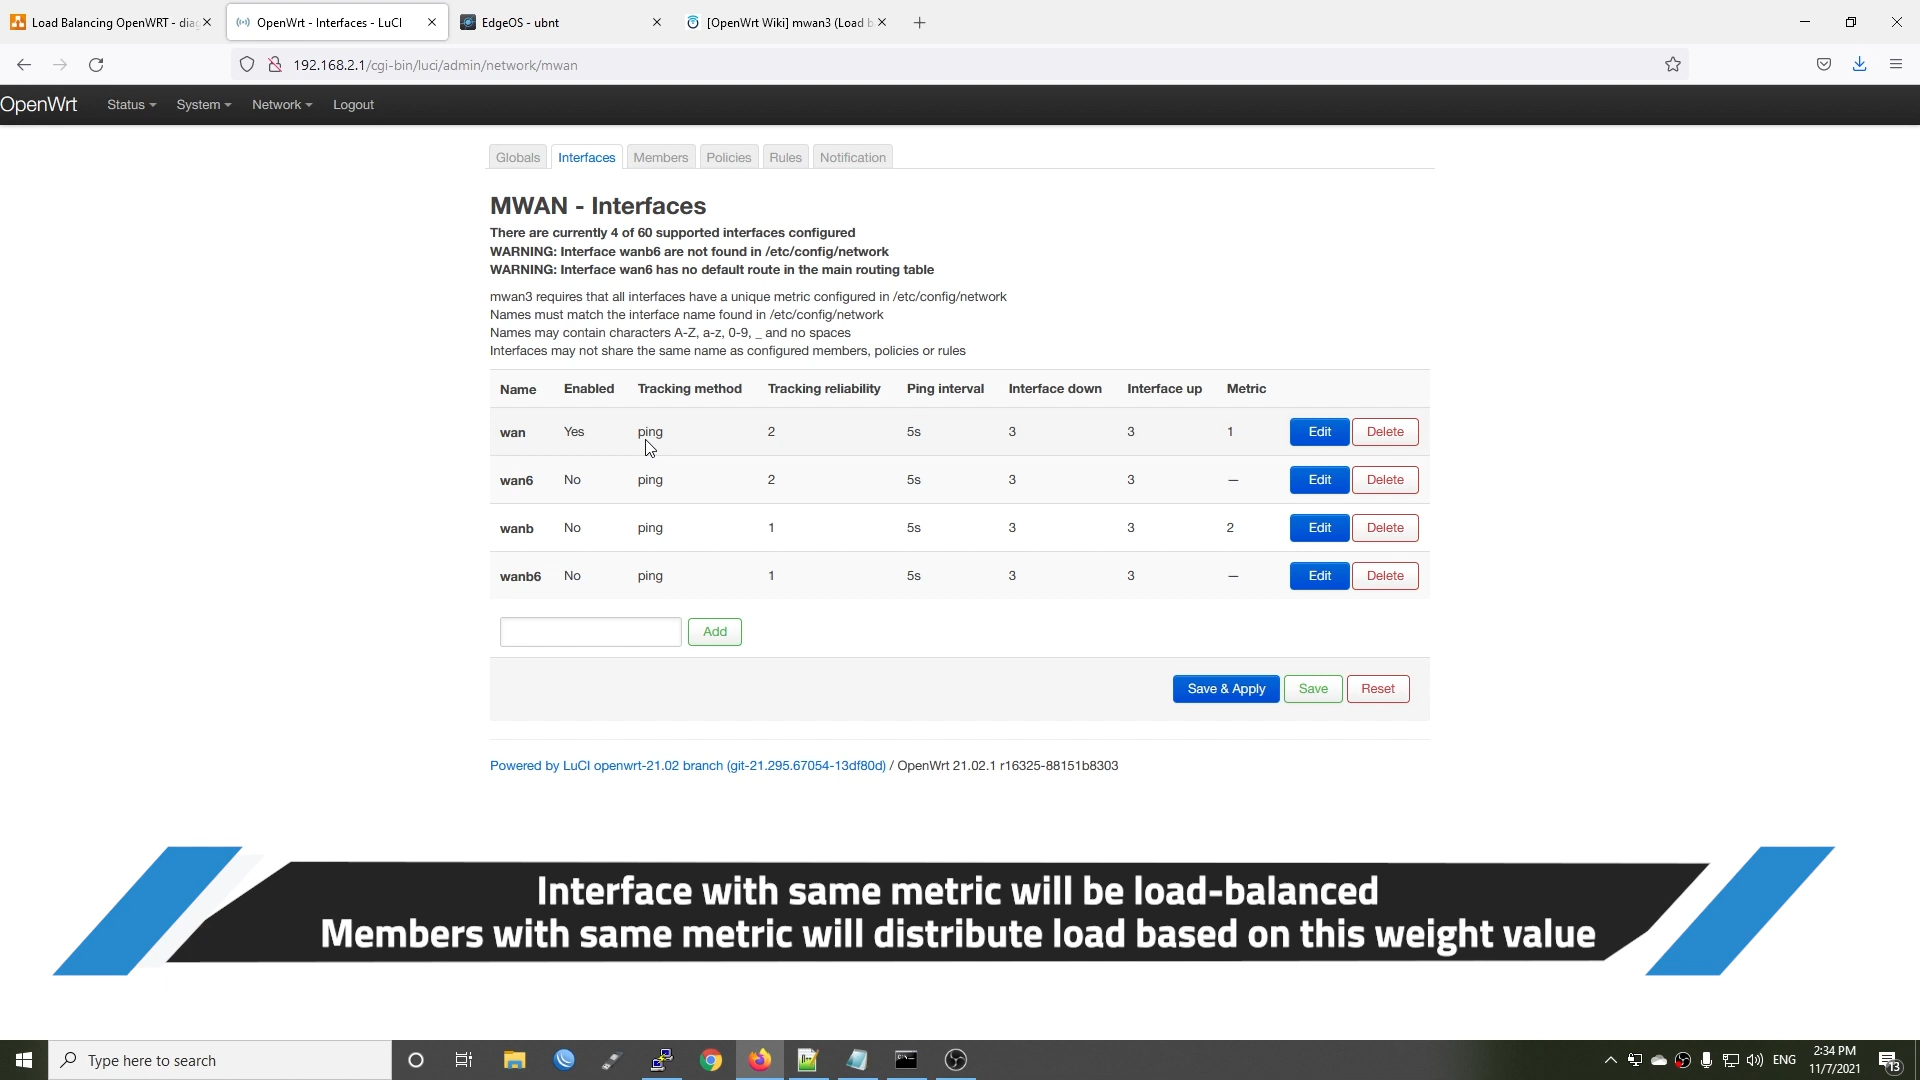 Load Balancing OpenWRT - diag
OpenWrt - Interfaces - LuCI
EdgeOS - ubnt
[OpenWrt Wiki] mwan3 (Load b
192.168.2.1/cgi-bin/luci/admin/network/mwan
OpenWrt Status System Network Logout
Globals Interfaces Members Policies Rules Notification
MWAN - Interfaces
There are currently 4 of 60 supported interfaces configured
WARNING: Interface wanb6 are not found in /etc/config/network
WARNING: Interface wan6 has no default route in the main routing table
mwan3 requires that all interfaces have a unique metric configured in /etc/config/network
Names must match the interface name found in /etc/config/network
Names may contain characters A-Z, a-z, 0-9, _ and no spaces
Interfaces may not share the same name as configured members, policies or rules
Name Enabled Tracking method Tracking reliability Ping interval Interface down Interface up Metric
wan Yes ping 2 5s 3 3 1 Edit Delete
wan6 No ping 2 5s 3 3 — Edit Delete
wanb No ping 1 5s 3 3 2 Edit Delete
wanb6 No ping 1 5s 3 3 — Edit Delete
Add
Save & Apply Save Reset
Powered by LuCI openwrt-21.02 branch (git-21.295.67054-13df80d) / OpenWrt 21.02.1 r16325-88151b8303
Interface with same metric will be load-balanced
Members with same metric will distribute load based on this weight value
Type here to search
ENG
2:34 PM
11/7/2021
13